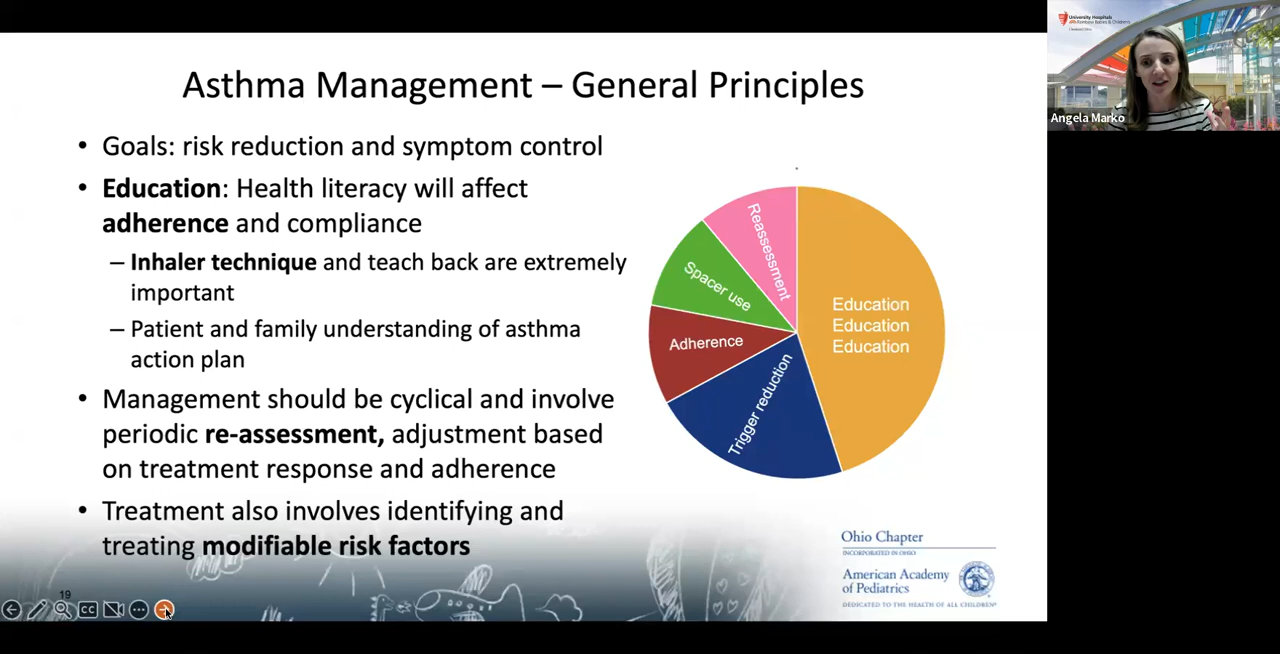 Asthma Management – General Principles
• Goals: risk reduction and symptom control
• Education: Health literacy will affect
adherence and compliance
– Inhaler technique and teach back are extremely
important
– Patient and family understanding of asthma
action plan
• Management should be cyclical and involve
periodic re-assessment, adjustment based
on treatment response and adherence
• Treatment also involves identifying and
treating modifiable risk factors
Reassessment
Spacer use
Adherence
Trigger reduction
Education
Education
Education
Ohio Chapter
INCORPORATED IN OHIO
American Academy
of Pediatrics
DEDICATED TO THE HEALTH OF ALL CHILDREN®
19
CC
University Hospitals
Rainbow Babies & Children's
Angela Marko